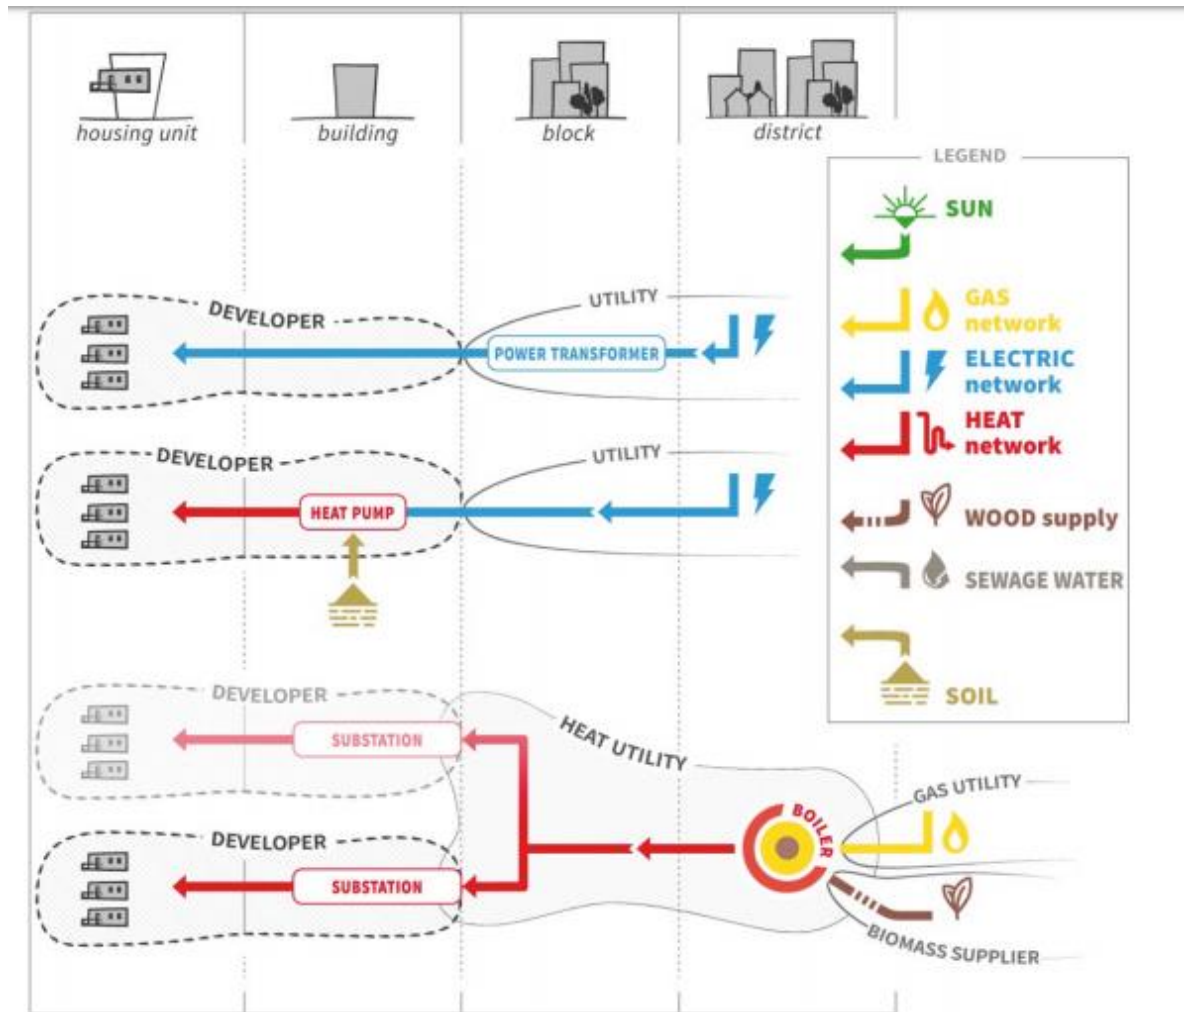 housing unit
building
block
district
LEGEND
SUN
GAS
network
ELECTRIC
network
HEAT
network
WOOD supply
SEWAGE WATER
SOIL
DEVELOPER
UTILITY
POWER TRANSFORMER
DEVELOPER
UTILITY
HEAT PUMP
DEVELOPER
SUBSTATION
HEAT UTILITY
GAS UTILITY
BOILER
DEVELOPER
SUBSTATION
BIOMASS SUPPLIER